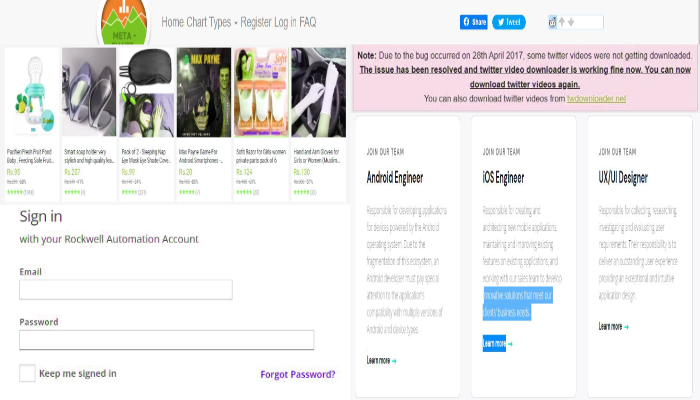 META -
Home Chart Types Register Log in FAQ
Share
Tweet
Pacifier Fresh Fruit Food
Baby , Feeding Safe Fruit...
Rs.95
Smart soap holder very
stylish and high quality lea...
Rs.207
Pack of 2 - Sleeping Nap
Eye Mask Eye Shade Cove...
Rs.99
MAX PAYNE
Max Payne Game For
Android Smartphones -...
Rs.20
Soft
Safix Razor for Girls women
private parts pack of 6
Rs.124
Hand and Arm Gloves for
Girls or Women (Muslim...
Rs.130
Note: Due to the bug occurred on 28th April 2017, some twitter videos were not getting downloaded.
The issue has been resolved and twitter video downloader is working fine now. You can now
download twitter videos again.
You can also download twitter videos from twdownloader.net
Sign in
with your Rockwell Automation Account
Email
Password
Keep me signed in
Forgot Password?
JOIN OUR TEAM
Android Engineer
Responsible for developing applications
for devices powered by the Android
operating system. Due to the
fragmentation of this ecosystem, an
Android developer must pay special
attention to the application's
compatibility with multiple versions of
Android and device types.
Learn more →
JOIN OUR TEAM
iOS Engineer
Responsible for creating and
architecting new mobile applications,
maintaining and improving existing
features on existing applications, and
working with our sales team to develop
innovative solutions that meet our
clients' business needs.
Learn more →
JOIN OUR TEAM
UX/UI Designer
Responsible for collecting, researching,
investigating and evaluating user
requirements. Their responsibility is to
deliver an outstanding user experience
providing an exceptional and intuitive
application design.
Learn more →